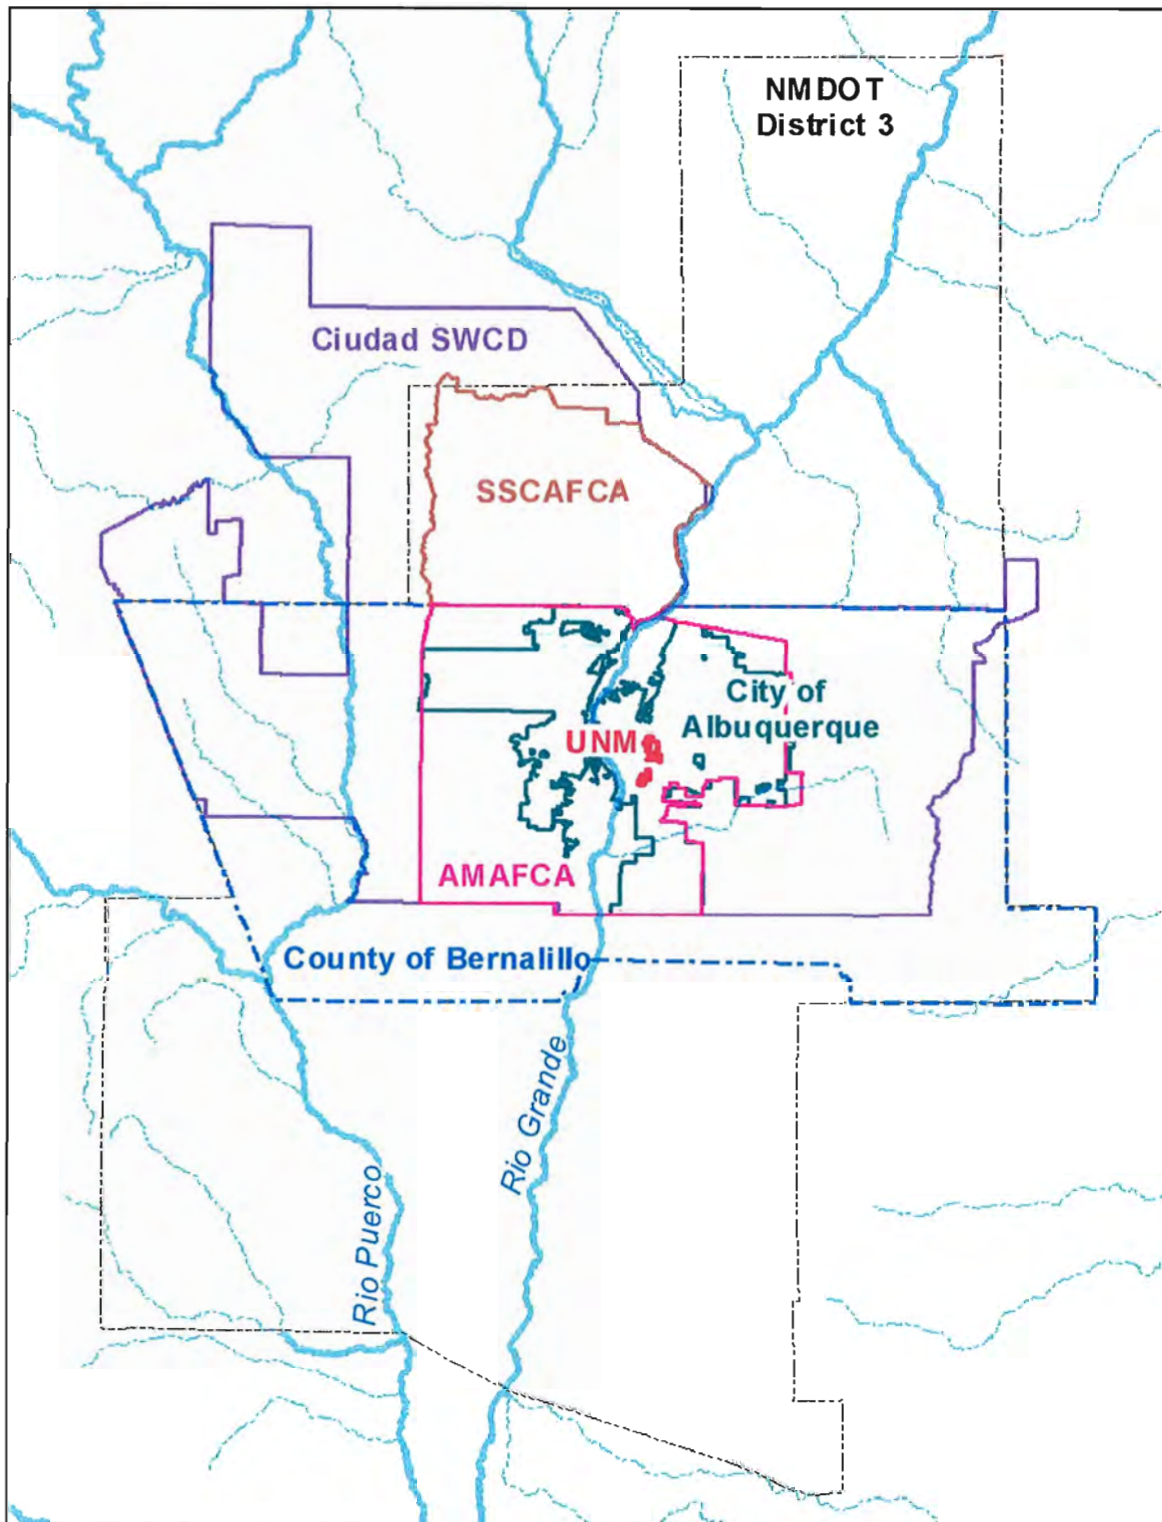 NMDOT
District 3
Ciudad SWCD
SSCAFCA
City of
Albuquerque
UNM
AMAFCA
County of Bernalillo
Rio Grande
Rio Puerco